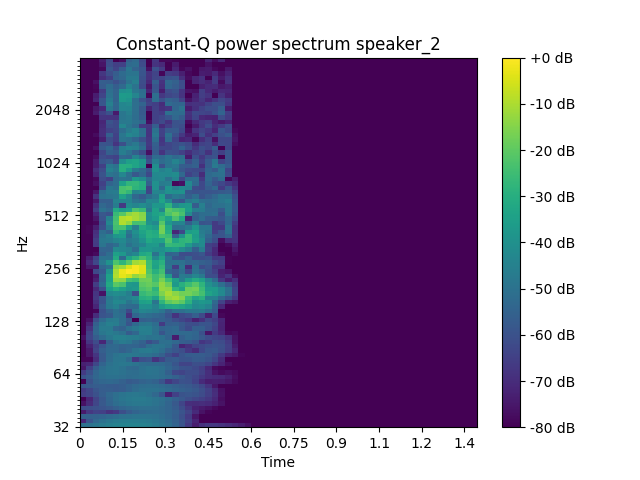 Constant-Q power spectrum speaker_2
+0 dB
-10 dB
-20 dB
-30 dB
-40 dB
-50 dB
-60 dB
-70 dB
-80 dB
2048
1024
512
256
128
64
32
Hz
0 0.15 0.3 0.45 0.6 0.75 0.9 1.1 1.2 1.4
Time